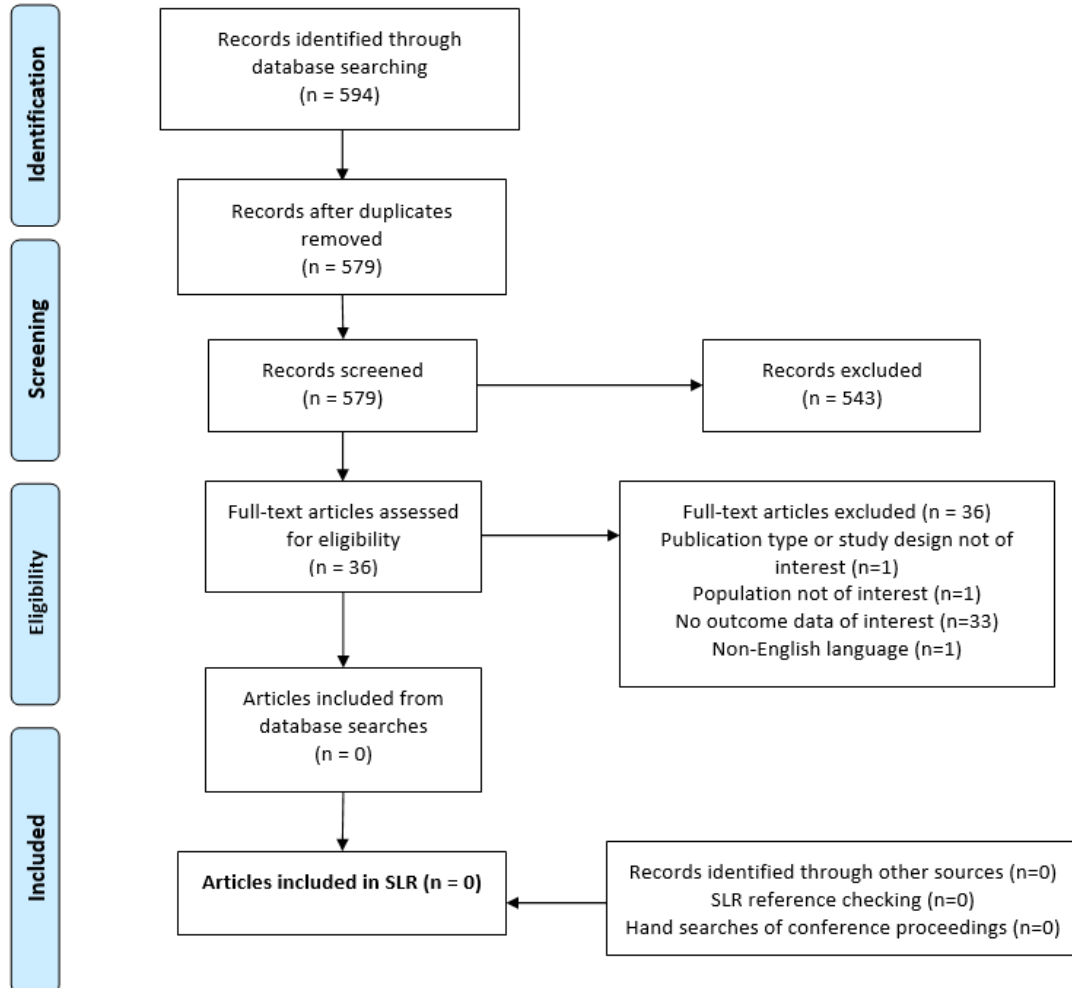 Identification
Records identified through
database searching
(n = 594)
Records after duplicates
removed
(n = 579)
Screening
Records screened
(n = 579)
Records excluded
(n = 543)
Eligibility
Full-text articles assessed
for eligibility
(n = 36)
Full-text articles excluded (n = 36)
Publication type or study design not of
interest (n=1)
Population not of interest (n=1)
No outcome data of interest (n=33)
Non-English language (n=1)
Articles included from
database searches
(n = 0)
Included
Articles included in SLR (n = 0)
Records identified through other sources (n=0)
SLR reference checking (n=0)
Hand searches of conference proceedings (n=0)